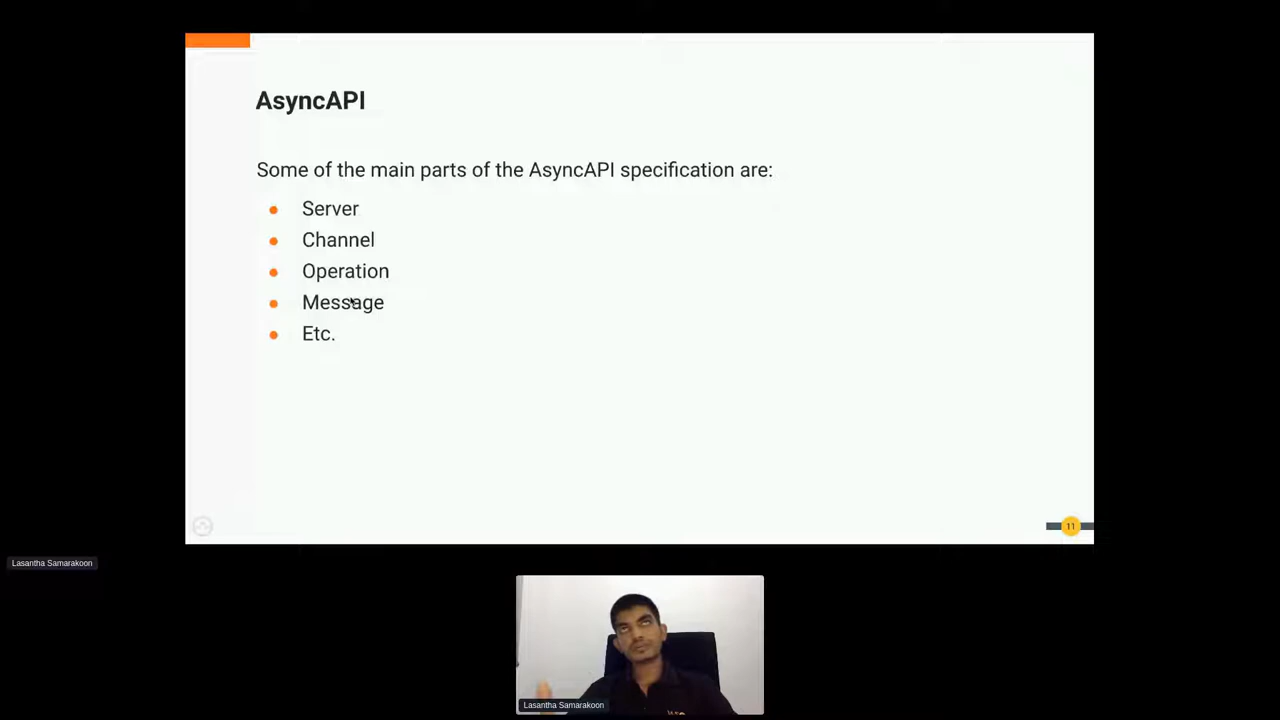 AsyncAPI
Some of the main parts of the AsyncAPI specification are:
Server
Channel
Operation
Message
Etc.
11
Lasantha Samarakoon
Lasantha Samarakoon